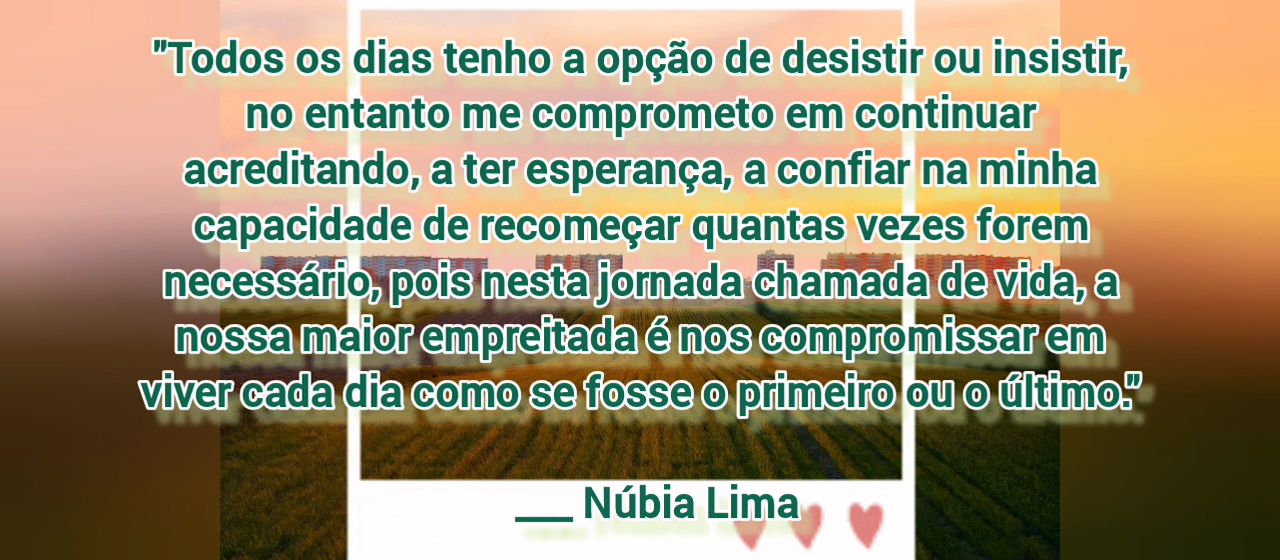 "Todos os dias tenho a opção de desistir ou insistir,
no entanto me comprometo em continuar
acreditando, a ter esperança, a confiar na minha
capacidade de recomeçar quantas vezes forem
necessário, pois nesta jornada chamada de vida, a
nossa maior empreitada é nos compromissar em
viver cada dia como se fosse o primeiro ou o último."
___ Núbia Lima